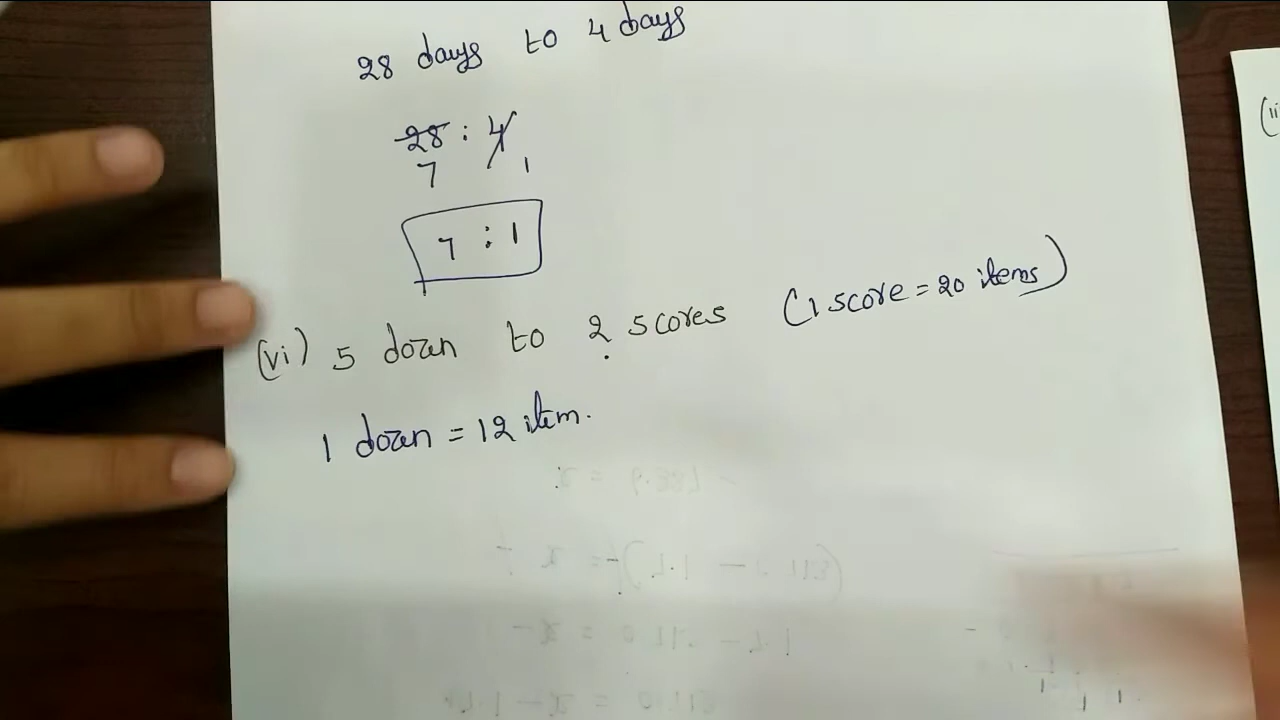 28 days to 4 days
28 : 4
7 1
7 : 1
(vi) 5 dozen to 2 scores (1 score = 20 items)
1 dozen = 12 item.
(ii